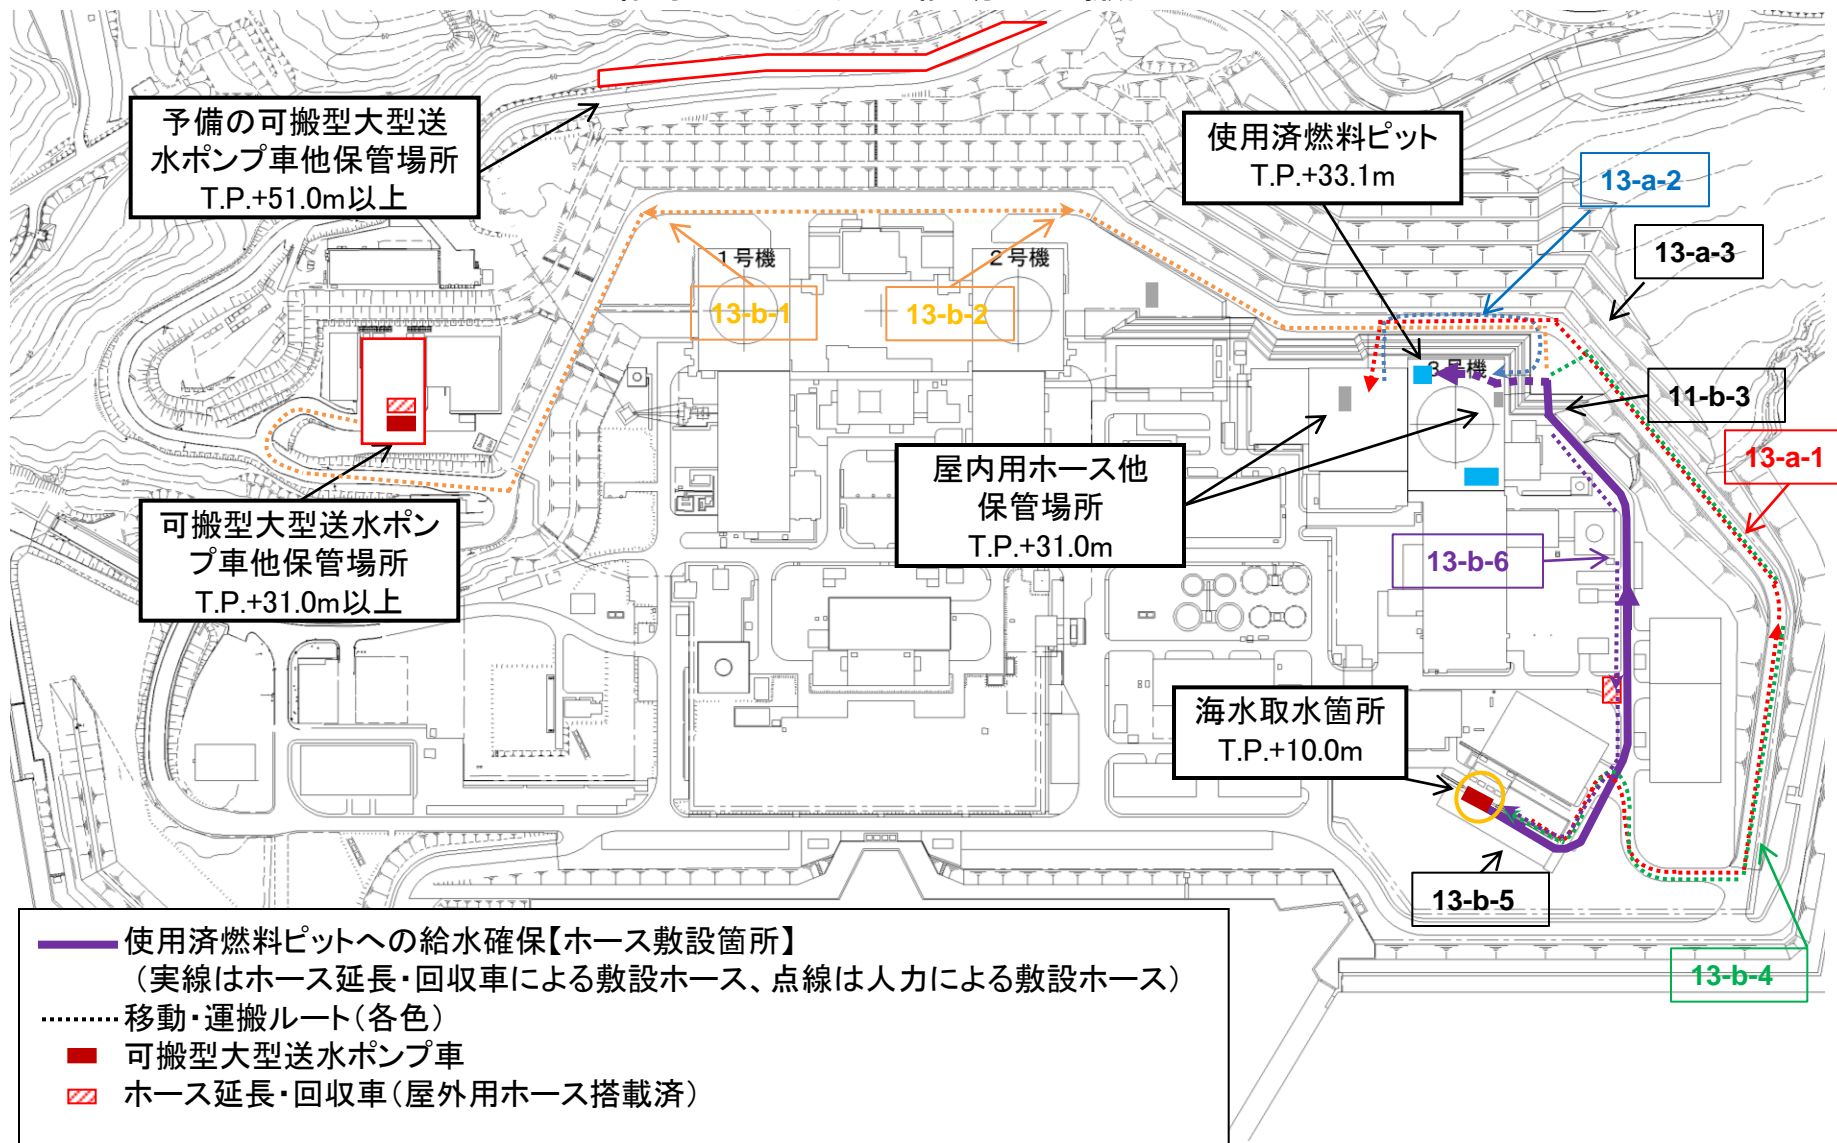 予備の可搬型大型送
水ポンプ車他保管場所
T.P.+51.0m以上
使用済燃料ピット
T.P.+33.1m
13-a-2
13-a-3
1号機
2号機
13-b-1
13-b-2
3号機
11-b-3
13-a-1
屋内用ホース他
保管場所
T.P.+31.0m
可搬型大型送水ポン
プ車他保管場所
T.P.+31.0m以上
13-b-6
海水取水箇所
T.P.+10.0m
13-b-5
13-b-4
使用済燃料ピットへの給水確保【ホース敷設箇所】
（実線はホース延長・回収車による敷設ホース、点線は人力による敷設ホース）
移動・運搬ルート（各色）
可搬型大型送水ポンプ車
ホース延長・回収車（屋外用ホース搭載済）